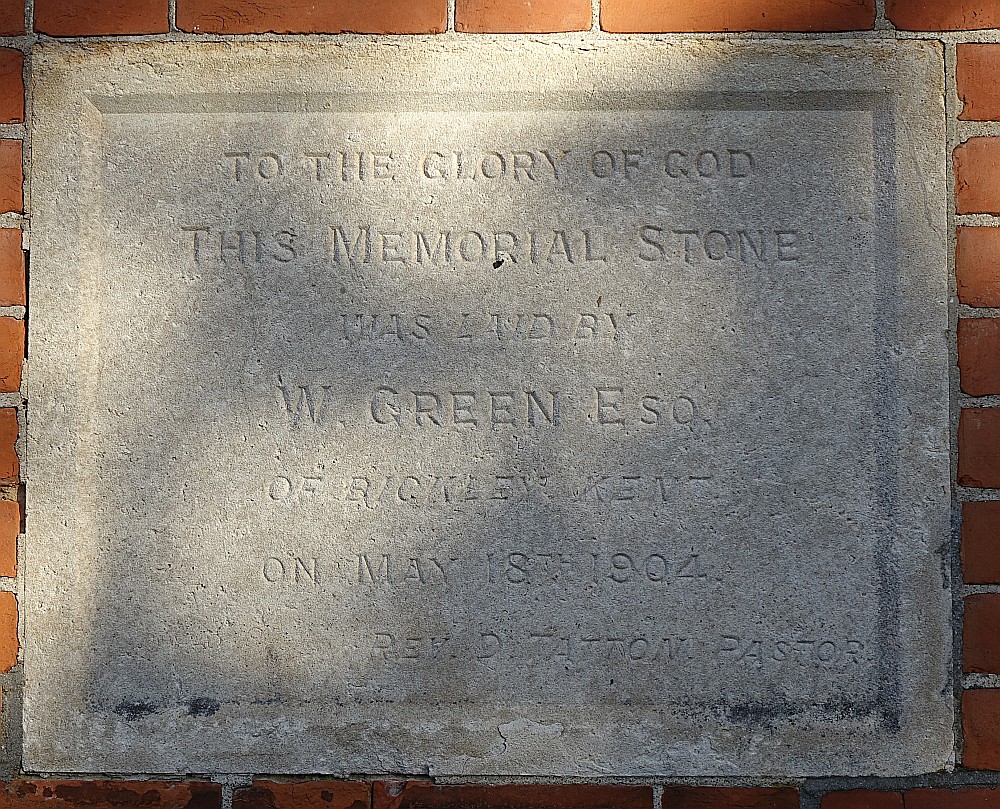 TO THE GLORY OF GOD
THIS MEMORIAL STONE
WAS LAID BY
W. GREEN ESQ.
OF BICKLEY KENT
ON MAY 18TH 1904.
REV. D. TATTON. PASTOR.